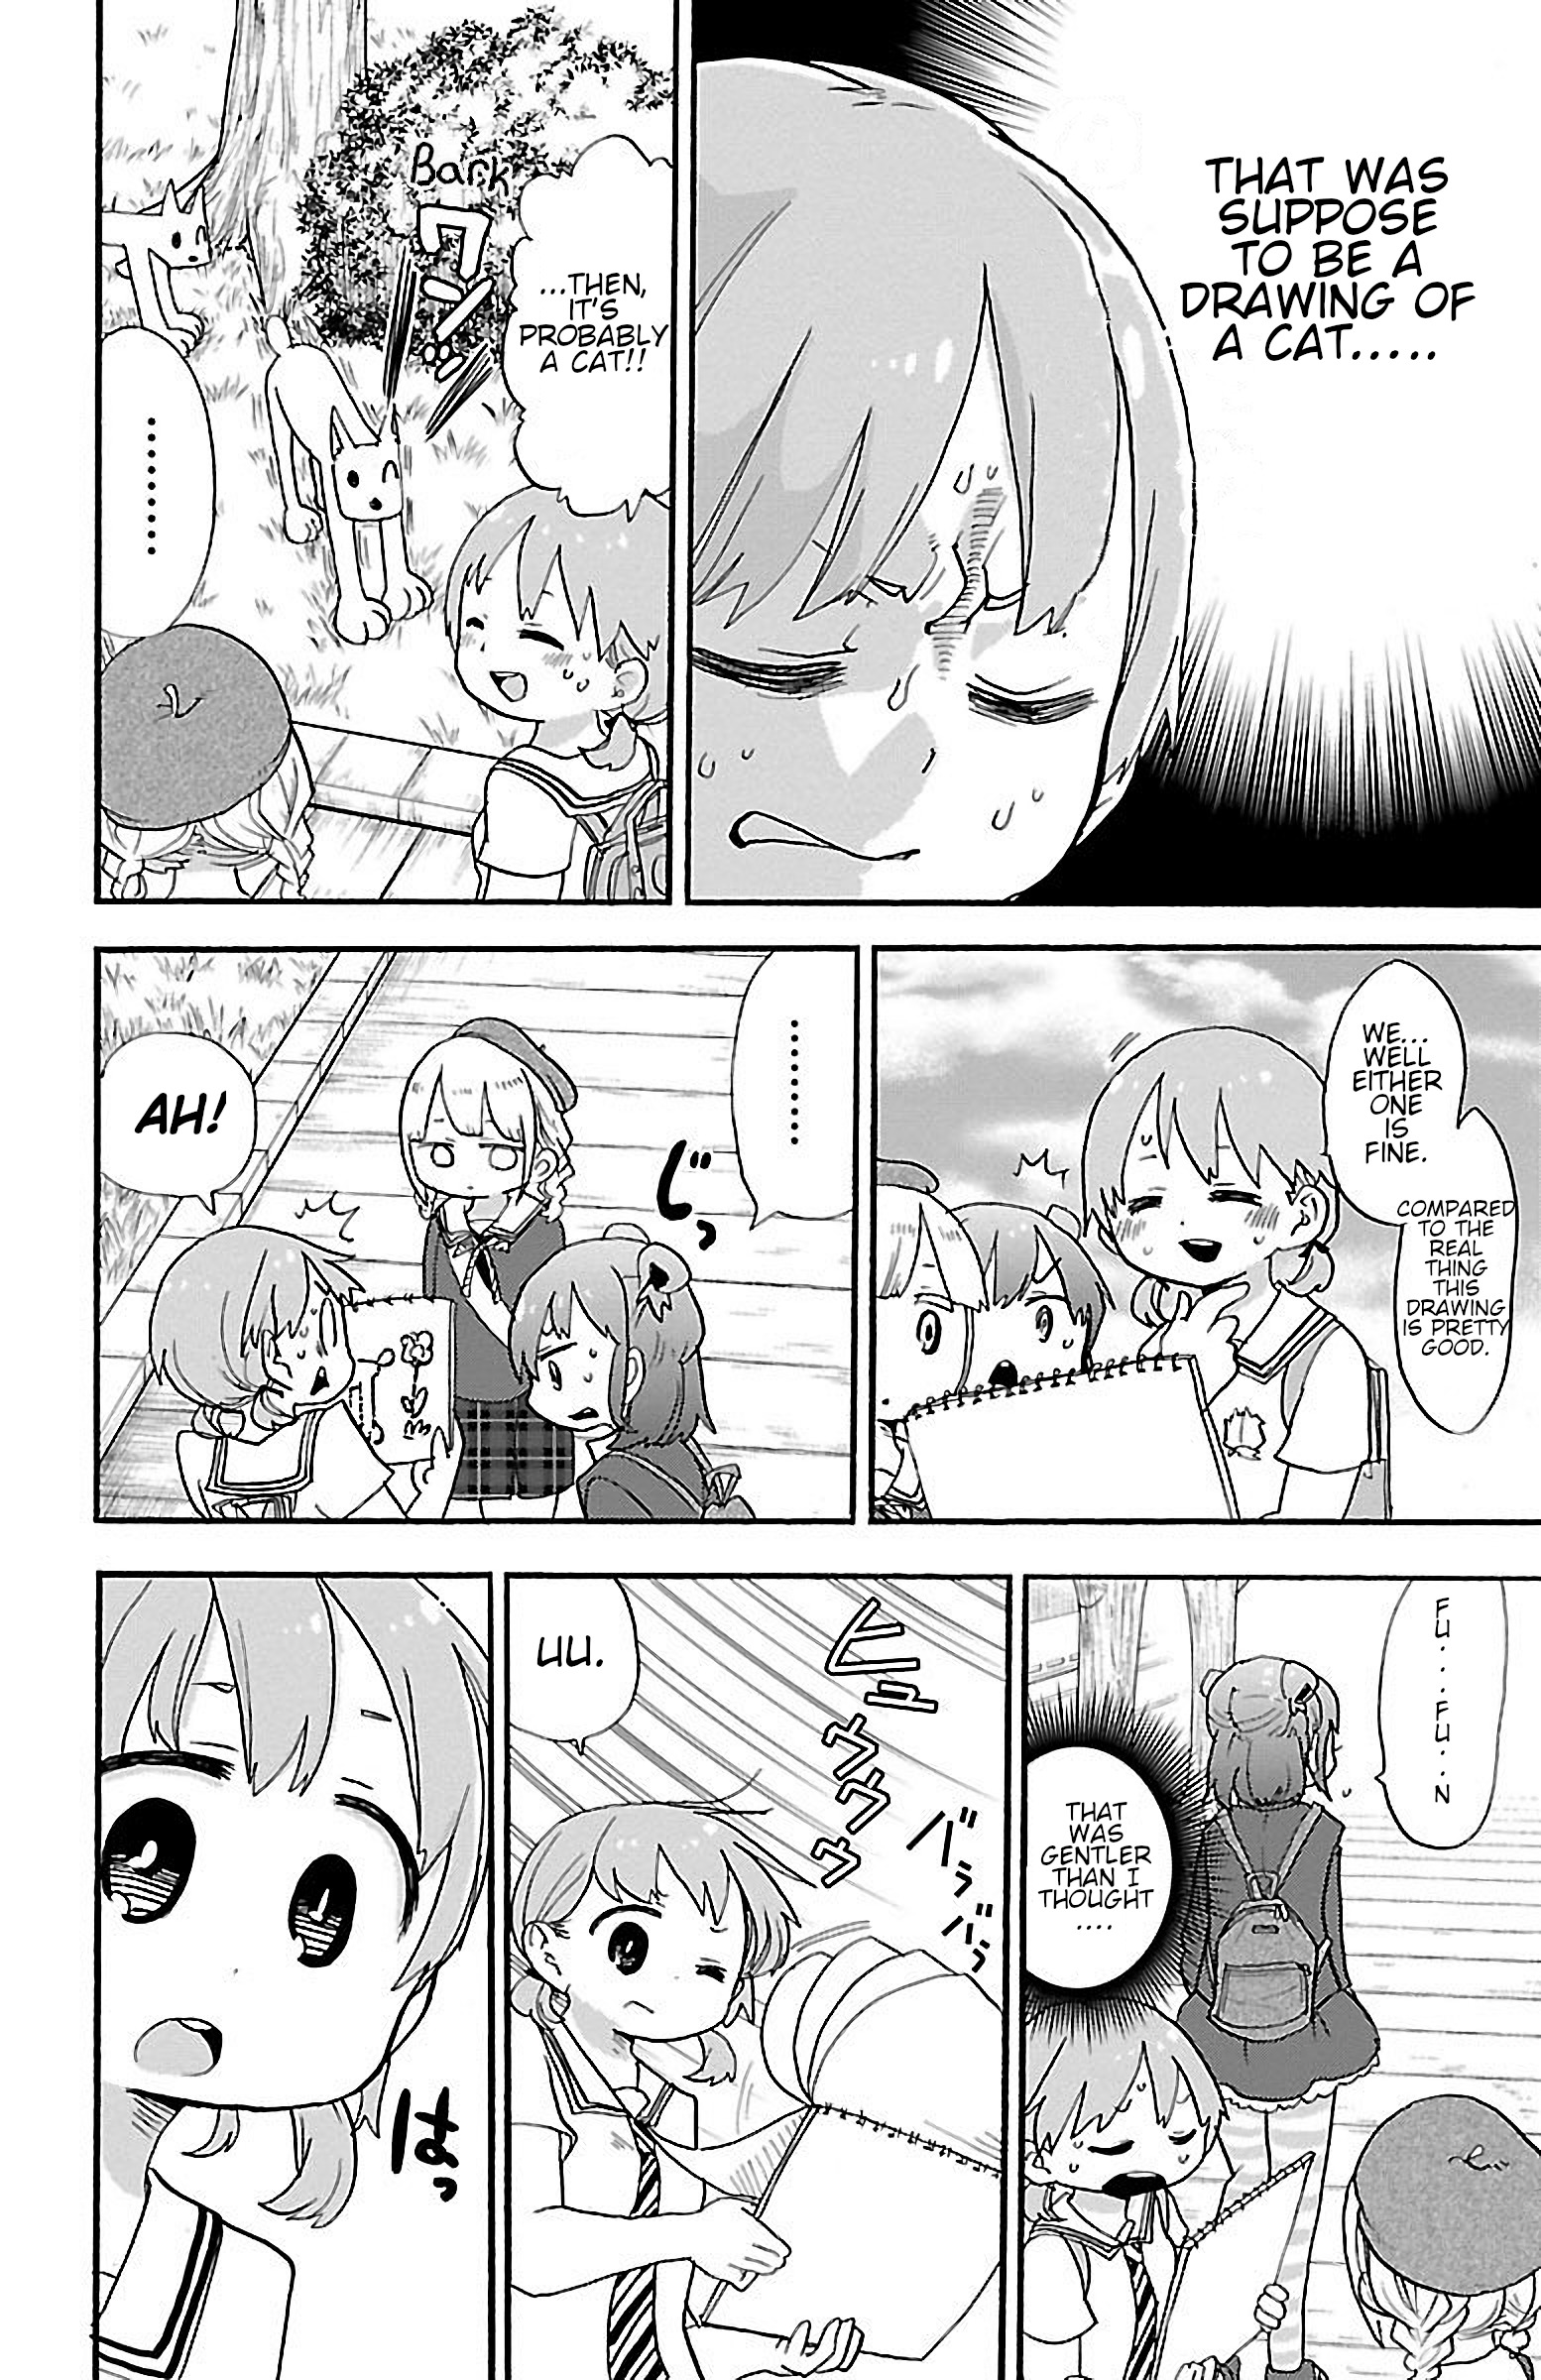 THAT WAS
SUPPOSE
TO BE A
DRAWING OF
A CAT.....
...THEN,
IT'S
PROBABLY
A CAT!!
Bark
ワン!!
.........
WE...
WELL
EITHER
ONE
IS
FINE.
COMPARED
TO THE
REAL
THING
THIS
DRAWING
IS PRETTY
GOOD.
.........
じっ
AH!
FU...FU..N
THAT
WAS
GENTLER
THAN I
THOUGHT
....
ヒュウウゥゥ
バラバラ
UU.
はっ